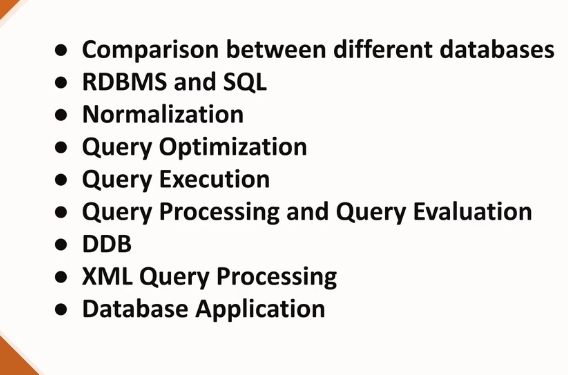 ● Comparison between different databases
● RDBMS and SQL
● Normalization
● Query Optimization
● Query Execution
● Query Processing and Query Evaluation
● DDB
● XML Query Processing
● Database Application